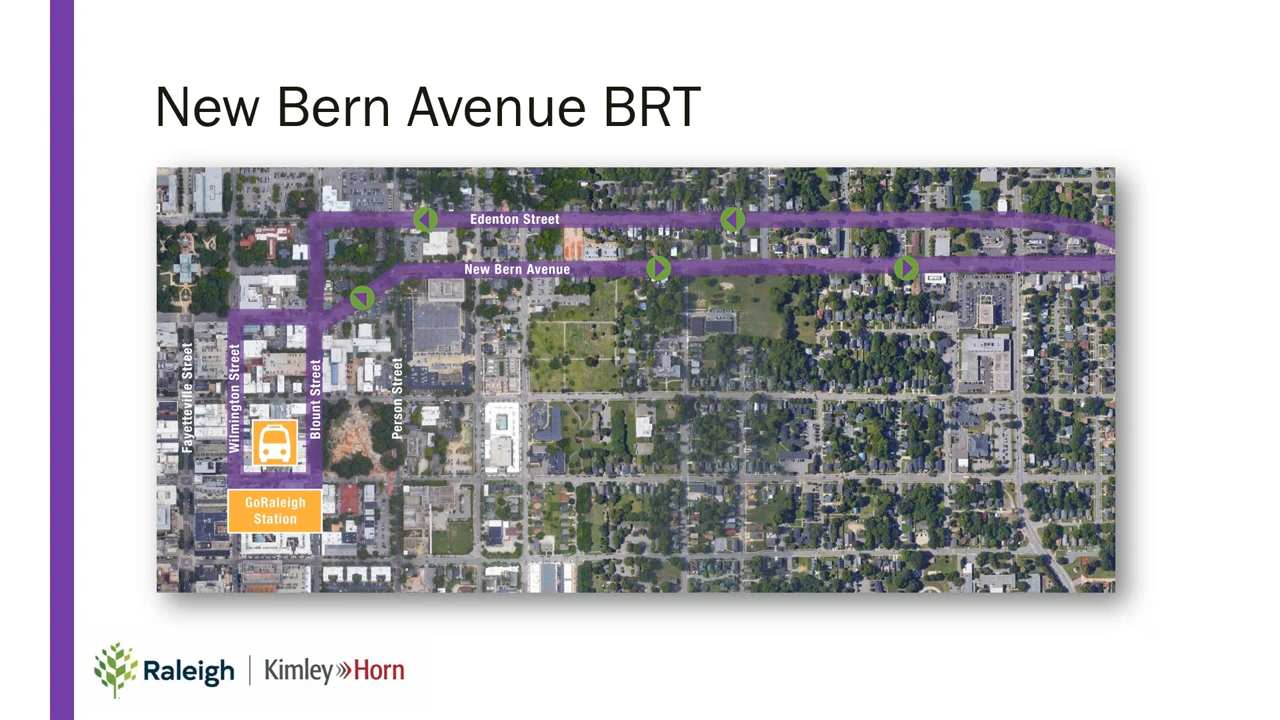 New Bern Avenue BRT
Edenton Street
New Bern Avenue
Fayetteville Street
Wilmington Street
Blount Street
Person Street
GoRaleigh
Station
Raleigh
Kimley»Horn